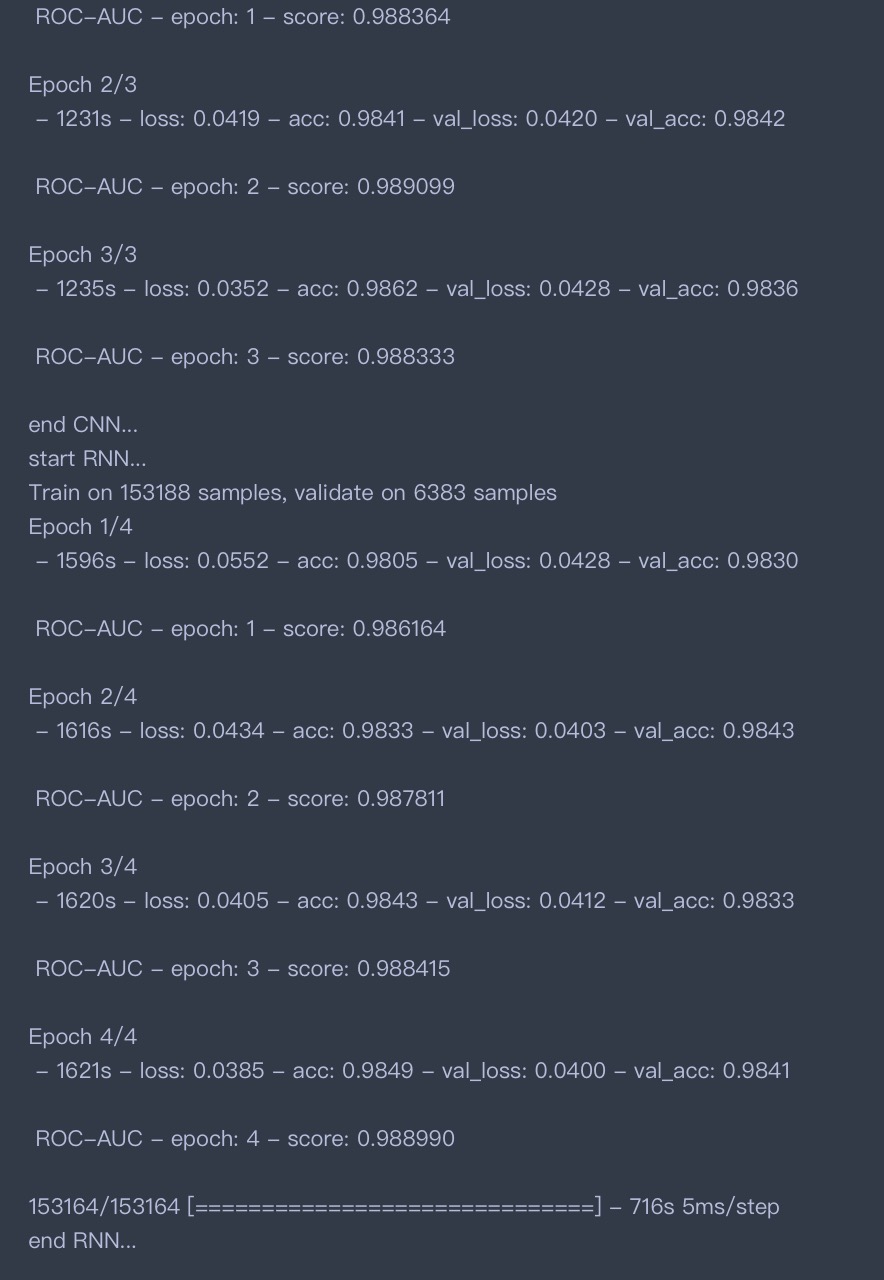 ROC-AUC - epoch: 1 - score: 0.988364
Epoch 2/3
- 1231s - loss: 0.0419 - acc: 0.9841 - val_loss: 0.0420 - val_acc: 0.9842
ROC-AUC - epoch: 2 - score: 0.989099
Epoch 3/3
- 1235s - loss: 0.0352 - acc: 0.9862 - val_loss: 0.0428 - val_acc: 0.9836
ROC-AUC - epoch: 3 - score: 0.988333
end CNN...
start RNN...
Train on 153188 samples, validate on 6383 samples
Epoch 1/4
- 1596s - loss: 0.0552 - acc: 0.9805 - val_loss: 0.0428 - val_acc: 0.9830
ROC-AUC - epoch: 1 - score: 0.986164
Epoch 2/4
- 1616s - loss: 0.0434 - acc: 0.9833 - val_loss: 0.0403 - val_acc: 0.9843
ROC-AUC - epoch: 2 - score: 0.987811
Epoch 3/4
- 1620s - loss: 0.0405 - acc: 0.9843 - val_loss: 0.0412 - val_acc: 0.9833
ROC-AUC - epoch: 3 - score: 0.988415
Epoch 4/4
- 1621s - loss: 0.0385 - acc: 0.9849 - val_loss: 0.0400 - val_acc: 0.9841
ROC-AUC - epoch: 4 - score: 0.988990
153164/153164 [==============================] - 716s 5ms/step
end RNN...